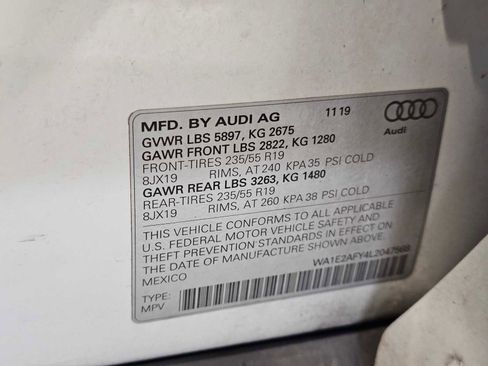 MFD. BY AUDI AG 11 19
GVWR LBS 5897, KG 2675
GAWR FRONT LBS 2822, KG 1280
FRONT-TIRES 235/55 R19
8JX19 RIMS, AT 240 KPA 35 PSI COLD
GAWR REAR LBS 3263, KG 1480
REAR-TIRES 235/55 R19
8JX19 RIMS, AT 260 KPA 38 PSI COLD
Audi
THIS VEHICLE CONFORMS TO ALL APPLICABLE
U.S. FEDERAL MOTOR VEHICLE SAFETY AND
THEFT PREVENTION STANDARDS IN EFFECT ON
THE DATE OF MANUFACTURE SHOWN ABOVE.
MEXICO
WA1E2AFY4L2047568
TYPE:
MPV